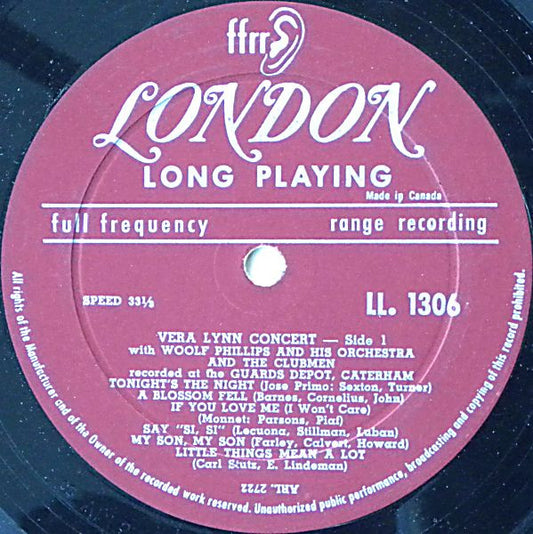 ffrr
LONDON
LONG PLAYING
Made in Canada
full frequency range recording
SPEED 33⅓
LL. 1306
VERA LYNN CONCERT — Side 1
with WOOLF PHILLIPS AND HIS ORCHESTRA
AND THE CLUBMEN
recorded at the GUARDS DEPOT, CATERHAM
TONIGHT'S THE NIGHT (Jose Primo: Sexton, Turner)
A BLOSSOM FELL (Barnes, Cornelius, John)
IF YOU LOVE ME (I Won't Care)
(Monnet: Parsons, Piaf)
SAY "SI, SI" (Lecuona, Stillman, Luban)
MY SON, MY SON (Farley, Calvert, Howard)
LITTLE THINGS MEAN A LOT
(Carl Stutz, E. Lindeman)
ARL. 2722
All rights of the Manufacturer and of the Owner of the recorded work reserved. Unauthorized public performance, broadcasting and copying of this record prohibited.